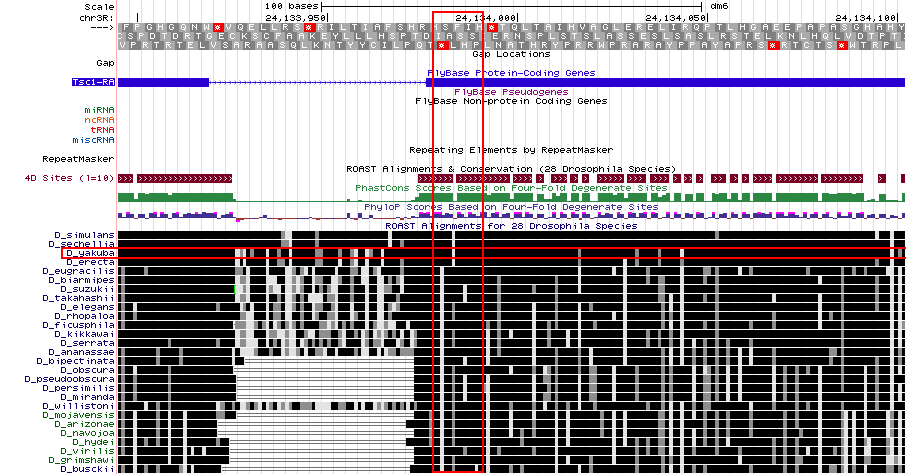 Scale 100 bases dm6
chr3R: 24,133,950 24,134,000 24,134,050 24,134,100
--->
Gap Locations
Gap
FlyBase Protein-Coding Genes
Tsc1-RA
FlyBase Pseudogenes
FlyBase Non-protein Coding Genes
miRNA
ncRNA
tRNA
miscRNA
Repeating Elements by RepeatMasker
RepeatMasker
ROAST Alignments & Conservation (28 Drosophila Species)
4D Sites (l=10)
PhastCons Scores Based on Four-Fold Degenerate Sites
PhyloP Scores Based on Four-Fold Degenerate Sites
ROAST Alignments for 28 Drosophila Species
D_simulans
D_sechellia
D_yakuba
D_erecta
D_eugracilis
D_biarmipes
D_suzukii
D_takahashii
D_elegans
D_rhopaloa
D_ficusphila
D_kikkawai
D_serrata
D_ananassae
D_bipectinata
D_obscura
D_pseudoobscura
D_persimilis
D_miranda
D_willistoni
D_mojavensis
D_arizonae
D_navojoa
D_hydei
D_virilis
D_grimshawi
D_busckii